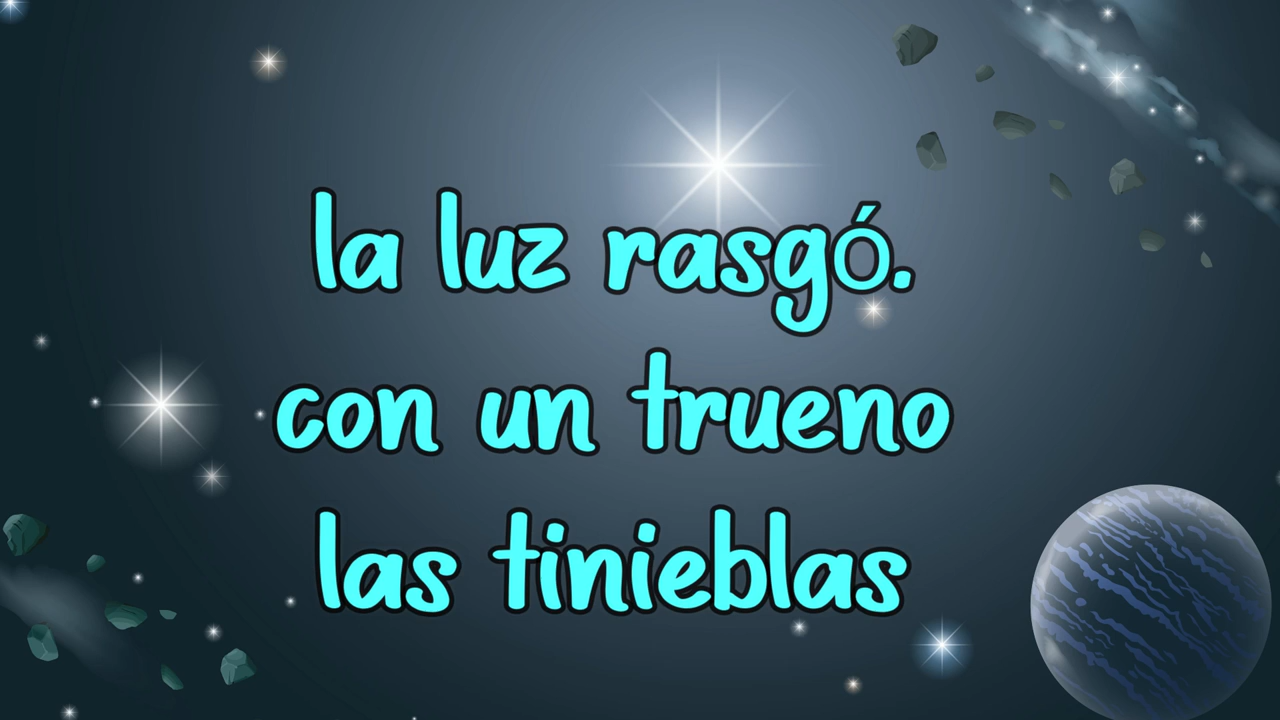 la luz rasgó.
con un trueno
las tinieblas